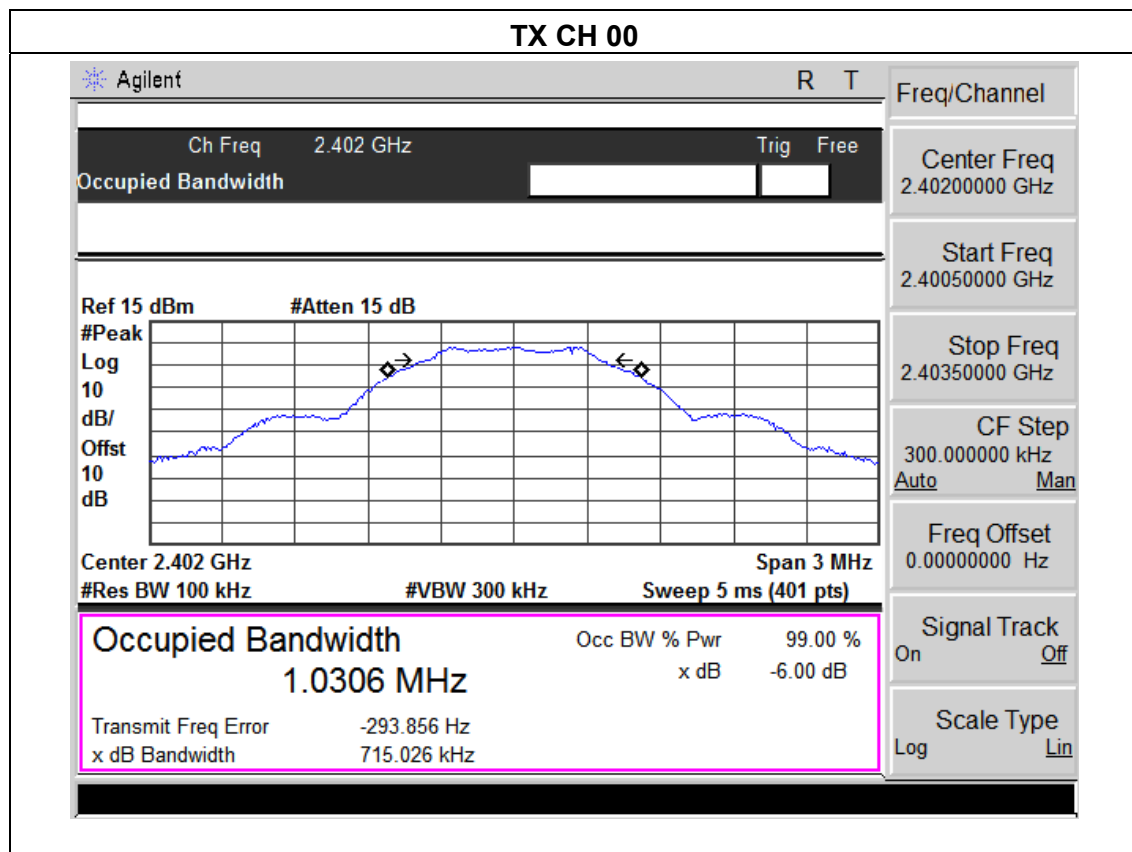 TX CH 00
Agilent R T
Ch Freq 2.402 GHz Trig Free
Occupied Bandwidth
Ref 15 dBm #Atten 15 dB
#Peak
Log
10
dB/
Offst
10
dB
Center 2.402 GHz Span 3 MHz
#Res BW 100 kHz #VBW 300 kHz Sweep 5 ms (401 pts)
Occupied Bandwidth Occ BW % Pwr 99.00 %
1.0306 MHz x dB -6.00 dB
Transmit Freq Error -293.856 Hz
x dB Bandwidth 715.026 kHz
Freq/Channel
Center Freq
2.40200000 GHz
Start Freq
2.40050000 GHz
Stop Freq
2.40350000 GHz
CF Step
300.000000 kHz
Auto Man
Freq Offset
0.00000000 Hz
Signal Track
On Off
Scale Type
Log Lin